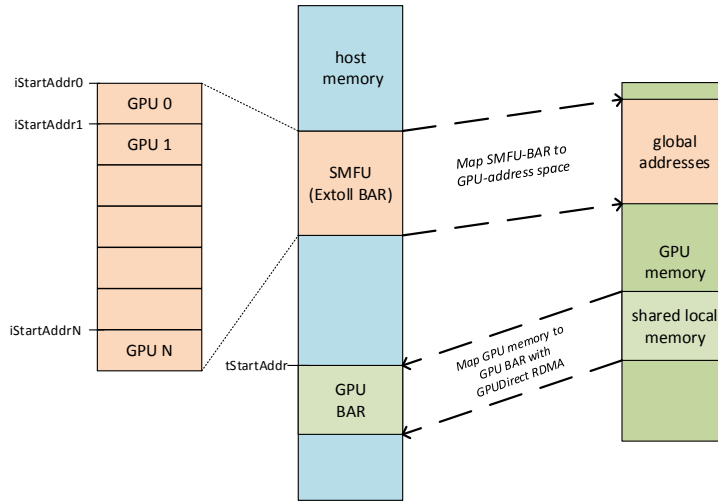 iStartAddr0
GPU 0
iStartAddr1
GPU 1
iStartAddrN
GPU N
host
memory
SMFU
(Extoll BAR)
tStartAddr
GPU
BAR
Map SMFU-BAR to
GPU-address space
Map GPU memory to
GPU BAR with
GPUDirect RDMA
global
addresses
GPU
memory
shared local
memory